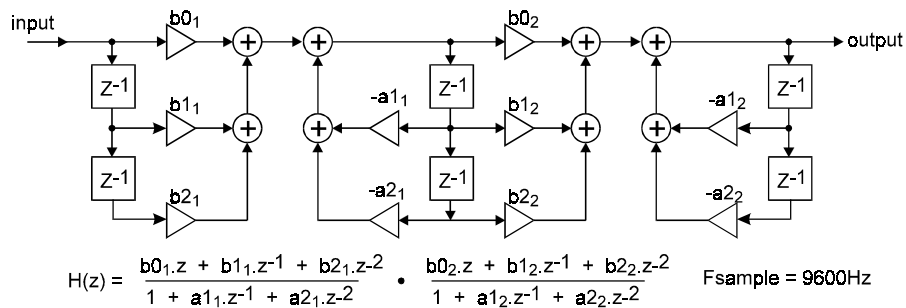 input
b0₁
b0₂
output
z⁻¹
z⁻¹
z⁻¹
b1₁
-a1₁
b1₂
-a1₂
z⁻¹
z⁻¹
z⁻¹
b2₁
-a2₁
b2₂
-a2₂
H(z) = b0₁.z + b1₁.z⁻¹ + b2₁.z⁻² • b0₂.z + b1₂.z⁻¹ + b2₂.z⁻² Fsample = 9600Hz
1 + a1₁.z⁻¹ + a2₁.z⁻² 1 + a1₂.z⁻¹ + a2₂.z⁻²